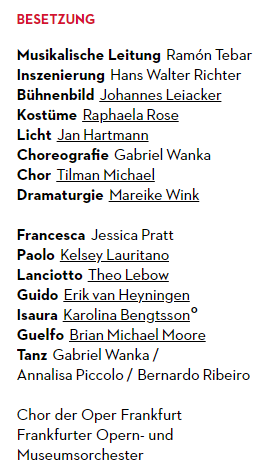 BESETZUNG
Musikalische Leitung Ramón Tebar
Inszenierung Hans Walter Richter
Bühnenbild Johannes Leiacker
Kostüme Raphaela Rose
Licht Jan Hartmann
Choreografie Gabriel Wanka
Chor Tilman Michael
Dramaturgie Mareike Wink
Francesca Jessica Pratt
Paolo Kelsey Lauritano
Lanciotto Theo Lebow
Guido Erik van Heyningen
Isaura Karolina Bengtsson°
Guelfo Brian Michael Moore
Tanz Gabriel Wanka /
Annalisa Piccolo / Bernardo Ribeiro
Chor der Oper Frankfurt
Frankfurter Opern- und
Museumsorchester